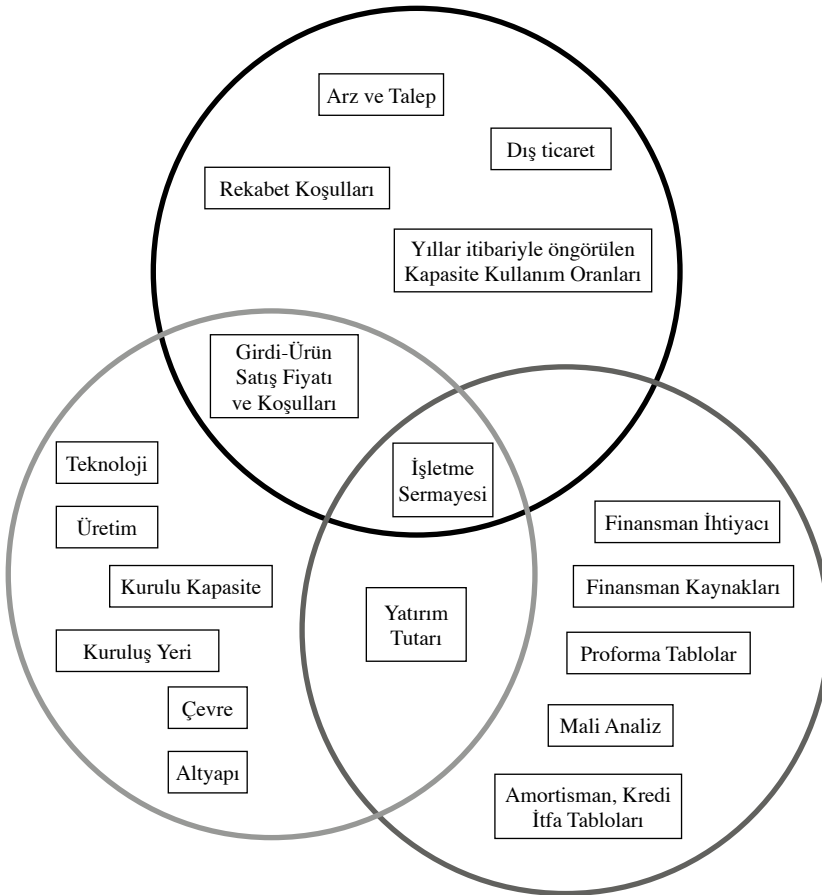 Arz ve Talep
Dış ticaret
Rekabet Koşulları
Yıllar itibariyle öngörülen
Kapasite Kullanım Oranları
Girdi-Ürün
Satış Fiyatı
ve Koşulları
İşletme
Sermayesi
Teknoloji
Üretim
Kurulu Kapasite
Kuruluş Yeri
Çevre
Altyapı
Yatırım
Tutarı
Finansman İhtiyacı
Finansman Kaynakları
Proforma Tablolar
Mali Analiz
Amortisman, Kredi
İtfa Tabloları